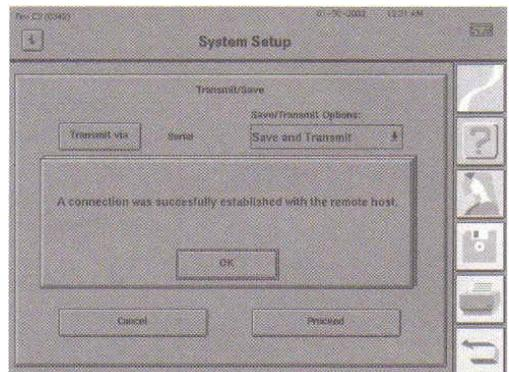 System Setup
Transmit/Save
Save/Transmit Options:
Transmit via
Serial
Save and Transmit
A connection was succesfully established with the remote host.
OK
Cancel
Proceed